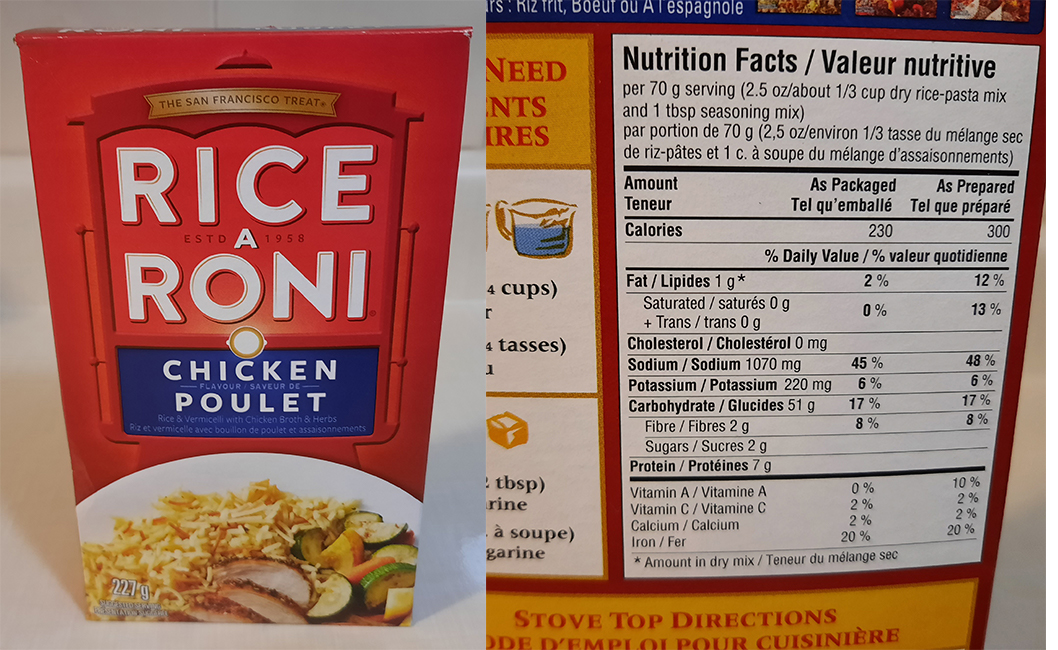 THE SAN FRANCISCO TREAT®
RICE
ESTD A 1958
RONI®
CHICKEN
FLAVOUR / SAVEUR DE
POULET
Rice & Vermicelli with Chicken Broth & Herbs
Riz et vermicelle avec bouillon de poulet et assaisonnements
227 g
rs : Riz frit, Boeuf ou À l'espagnole
NEED
ENTS
IRES
4 cups)
r
4 tasses)
u
2 tbsp)
rine
à soupe)
garine
Nutrition Facts / Valeur nutritive
per 70 g serving (2.5 oz/about 1/3 cup dry rice-pasta mix
and 1 tbsp seasoning mix)
par portion de 70 g (2,5 oz/environ 1/3 tasse du mélange sec
de riz-pâtes et 1 c. à soupe du mélange d'assaisonnements)
Amount As Packaged As Prepared
Teneur Tel qu'emballé Tel que préparé
Calories 230 300
% Daily Value / % valeur quotidienne
Fat / Lipides 1 g* 2 % 12 %
Saturated / saturés 0 g 0 % 13 %
+ Trans / trans 0 g
Cholesterol / Cholestérol 0 mg
Sodium / Sodium 1070 mg 45 % 48 %
Potassium / Potassium 220 mg 6 % 6 %
Carbohydrate / Glucides 51 g 17 % 17 %
Fibre / Fibres 2 g 8 % 8 %
Sugars / Sucres 2 g
Protein / Protéines 7 g
Vitamin A / Vitamine A 0 % 10 %
Vitamin C / Vitamine C 2 % 2 %
Calcium / Calcium 2 % 2 %
Iron / Fer 20 % 20 %
* Amount in dry mix / Teneur du mélange sec
STOVE TOP DIRECTIONS
ODE D'EMPLOI POUR CUISINIÈRE